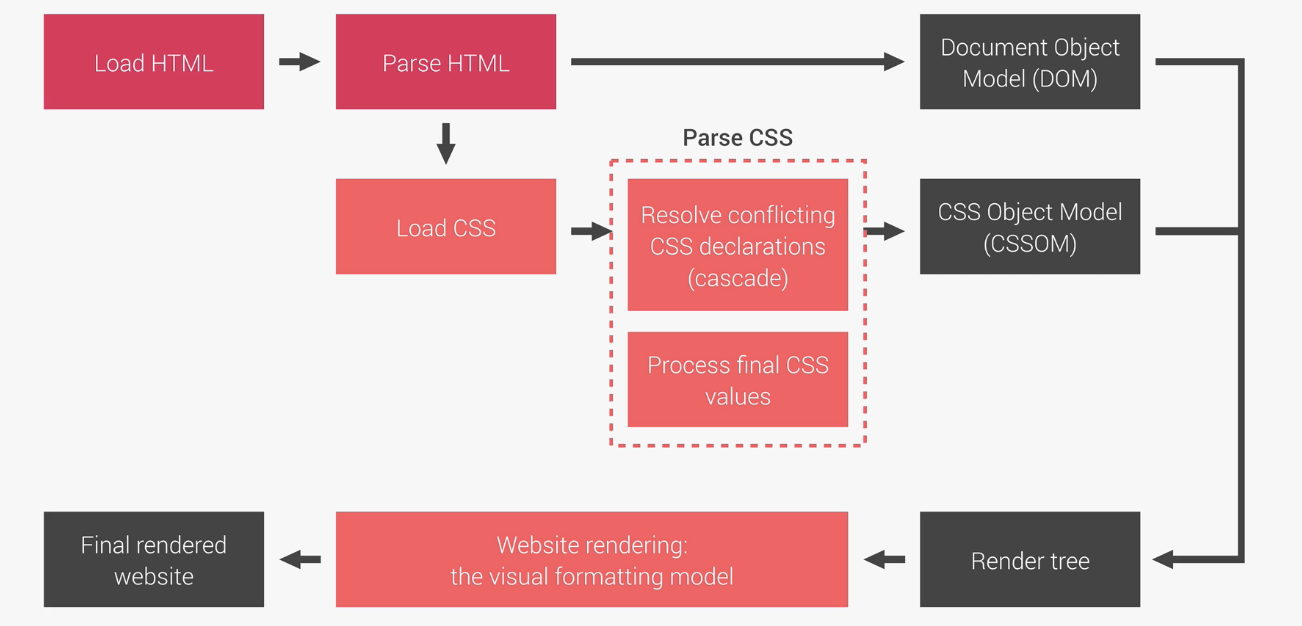 Load HTML
Parse HTML
Document Object
Model (DOM)
Parse CSS
Load CSS
Resolve conflicting
CSS declarations
(cascade)
CSS Object Model
(CSSOM)
Process final CSS
values
Final rendered
website
Website rendering:
the visual formatting model
Render tree